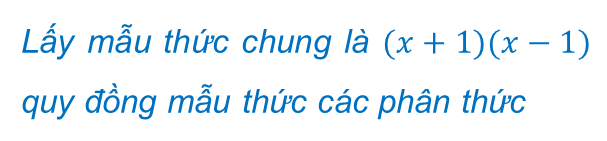 Lấy mẫu thức chung là (x + 1)(x − 1)
quy đồng mẫu thức các phân thức